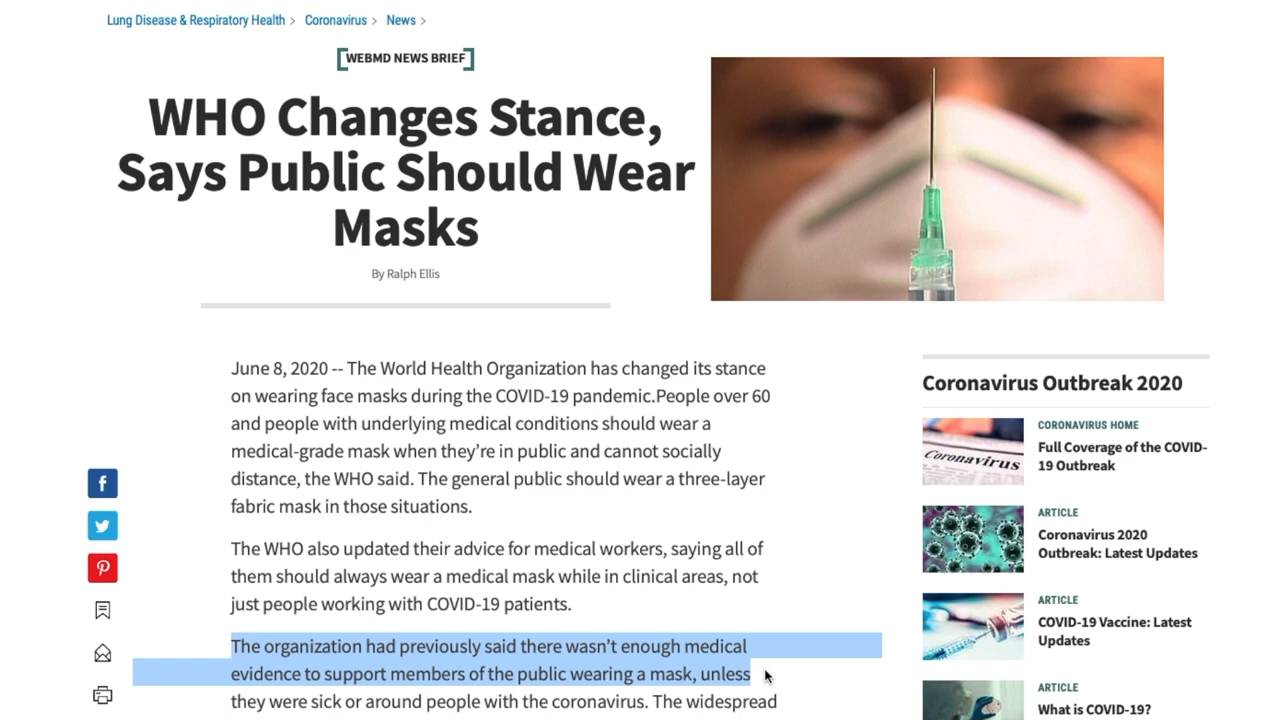 Lung Disease & Respiratory Health > Coronavirus > News >
[WEBMD NEWS BRIEF]
WHO Changes Stance,
Says Public Should Wear
Masks
By Ralph Ellis
June 8, 2020 -- The World Health Organization has changed its stance
on wearing face masks during the COVID-19 pandemic.People over 60
and people with underlying medical conditions should wear a
medical-grade mask when they’re in public and cannot socially
distance, the WHO said. The general public should wear a three-layer
fabric mask in those situations.
The WHO also updated their advice for medical workers, saying all of
them should always wear a medical mask while in clinical areas, not
just people working with COVID-19 patients.
The organization had previously said there wasn’t enough medical
evidence to support members of the public wearing a mask, unless
they were sick or around people with the coronavirus. The widespread
Coronavirus Outbreak 2020
Coronavirus
CORONAVIRUS HOME
Full Coverage of the COVID-
19 Outbreak
ARTICLE
Coronavirus 2020
Outbreak: Latest Updates
ARTICLE
COVID-19 Vaccine: Latest
Updates
ARTICLE
What is COVID-19?